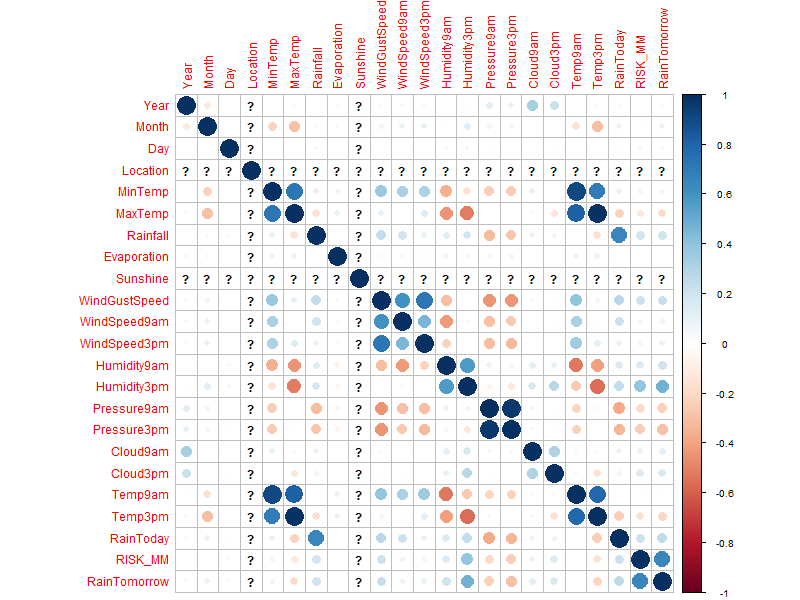 Year
Month
Day
Location
MinTemp
MaxTemp
Rainfall
Evaporation
Sunshine
WindGustSpeed
WindSpeed9am
WindSpeed3pm
Humidity9am
Humidity3pm
Pressure9am
Pressure3pm
Cloud9am
Cloud3pm
Temp9am
Temp3pm
RainToday
RISK_MM
RainTomorrow
Year ? ?
Month ? ?
Day ? ?
Location ? ? ? ? ? ? ? ? ? ? ? ? ? ? ? ? ? ? ? ? ? ?
MinTemp ? ?
MaxTemp ? ?
Rainfall ? ?
Evaporation ? ?
Sunshine ? ? ? ? ? ? ? ? ? ? ? ? ? ? ? ? ? ? ? ? ? ?
WindGustSpeed ? ?
WindSpeed9am ? ?
WindSpeed3pm ? ?
Humidity9am ? ?
Humidity3pm ? ?
Pressure9am ? ?
Pressure3pm ? ?
Cloud9am ? ?
Cloud3pm ? ?
Temp9am ? ?
Temp3pm ? ?
RainToday ? ?
RISK_MM ? ?
RainTomorrow ? ?
1
0.8
0.6
0.4
0.2
0
-0.2
-0.4
-0.6
-0.8
-1